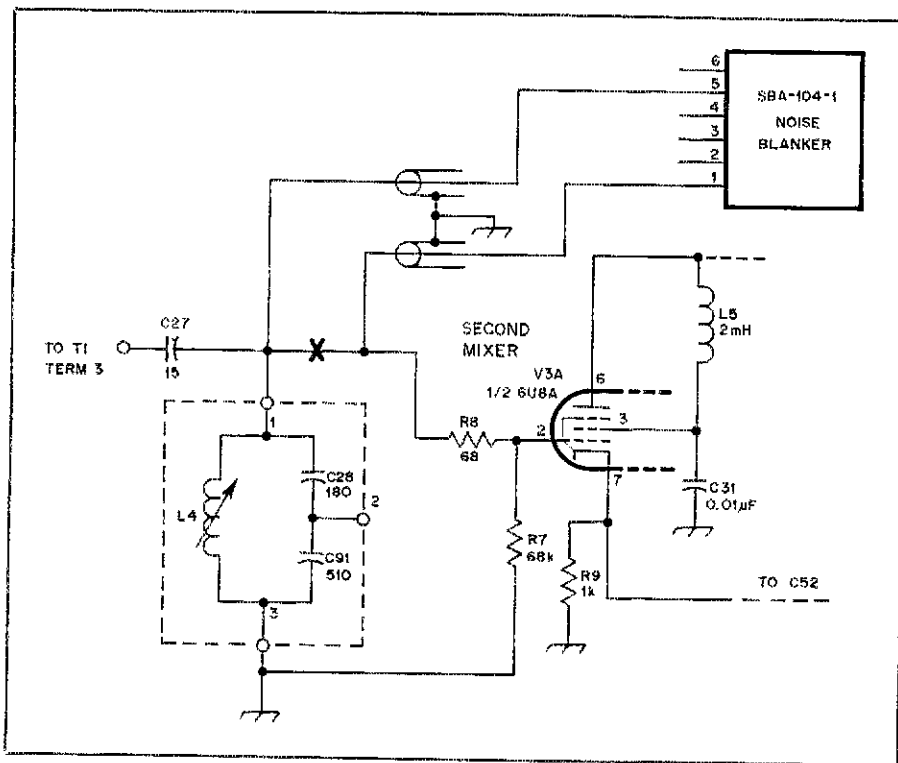 6
5
4
3
2
1
SBA-104-1
NOISE
BLANKER
C27
15
TO T1
TERM 3
X
SECOND
MIXER
V3A
1/2 6U8A
6
3
2
7
L5
2mH
R8
68
1
C28
180
2
L4
C91
510
3
R7
68k
R9
1k
C31
0.01µF
TO C52